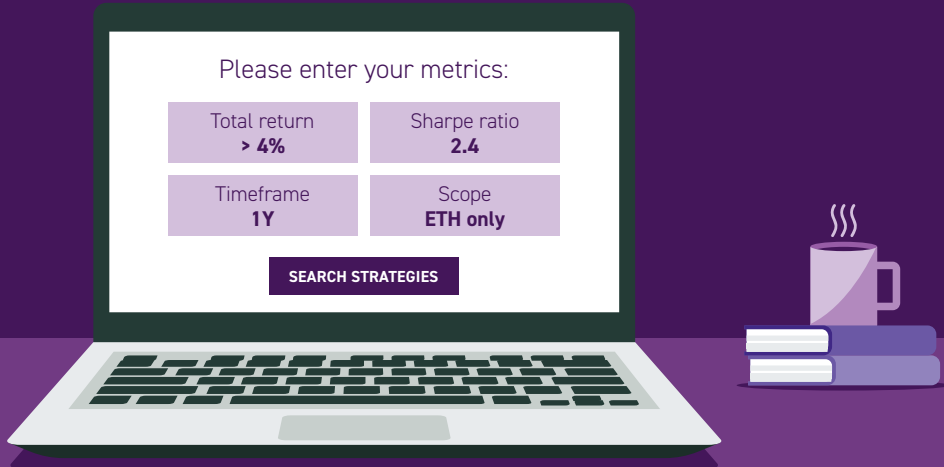 Please enter your metrics:
Total return
> 4%
Sharpe ratio
2.4
Timeframe
1Y
Scope
ETH only
SEARCH STRATEGIES